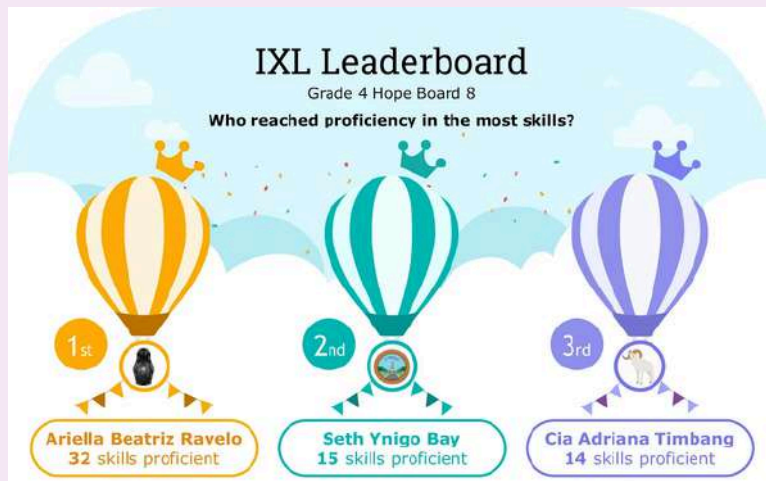 IXL Leaderboard
Grade 4 Hope Board 8
Who reached proficiency in the most skills?
1st
2nd
3rd
Ariella Beatriz Ravelo
32 skills proficient
Seth Ynigo Bay
15 skills proficient
Cia Adriana Timbang
14 skills proficient